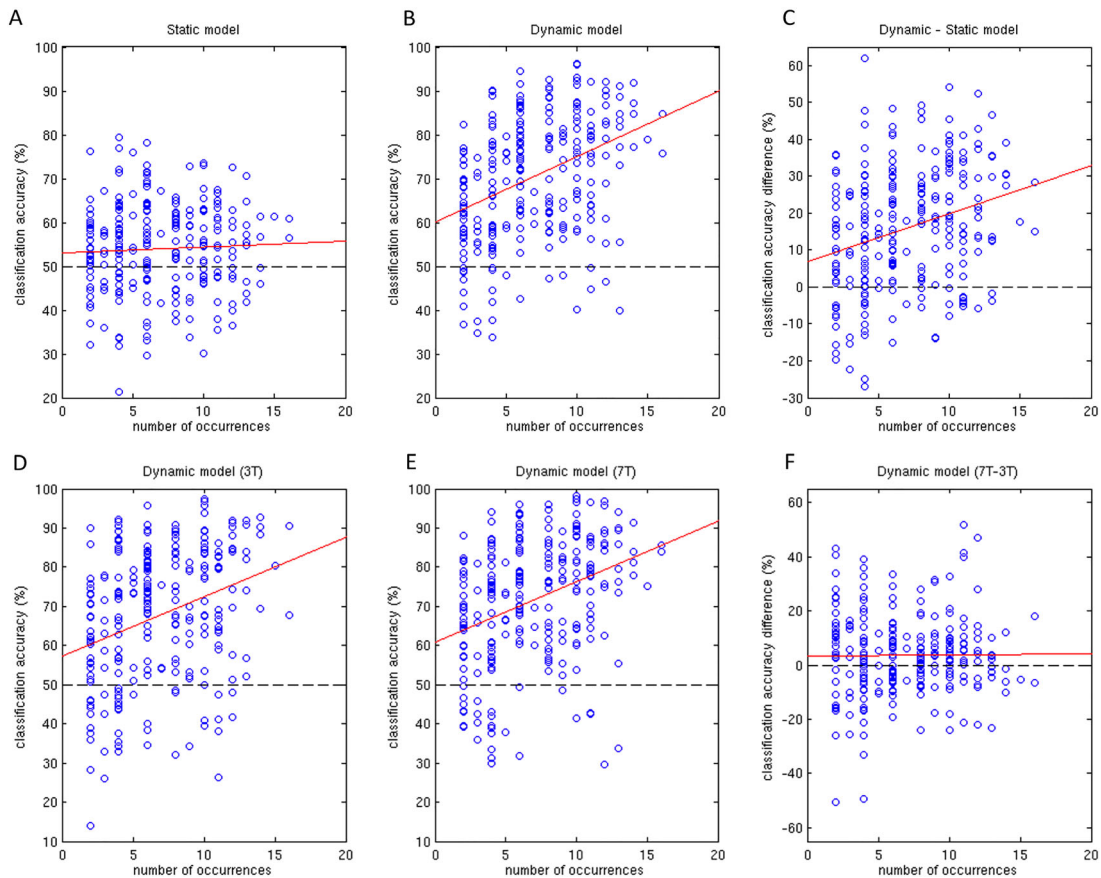 A
Static model
100
90
80
70
60
50
40
30
20
classification accuracy (%)
0 5 10 15 20
number of occurrences
B
Dynamic model
100
90
80
70
60
50
40
30
20
classification accuracy (%)
0 5 10 15 20
number of occurrences
C
Dynamic - Static model
60
50
40
30
20
10
0
-10
-20
-30
classification accuracy difference (%)
0 5 10 15 20
number of occurrences
D
Dynamic model (3T)
100
90
80
70
60
50
40
30
20
10
classification accuracy (%)
0 5 10 15 20
number of occurrences
E
Dynamic model (7T)
100
90
80
70
60
50
40
30
20
10
classification accuracy (%)
0 5 10 15 20
number of occurrences
F
Dynamic model (7T-3T)
60
40
20
0
-20
-40
-60
classification accuracy difference (%)
0 5 10 15 20
number of occurrences